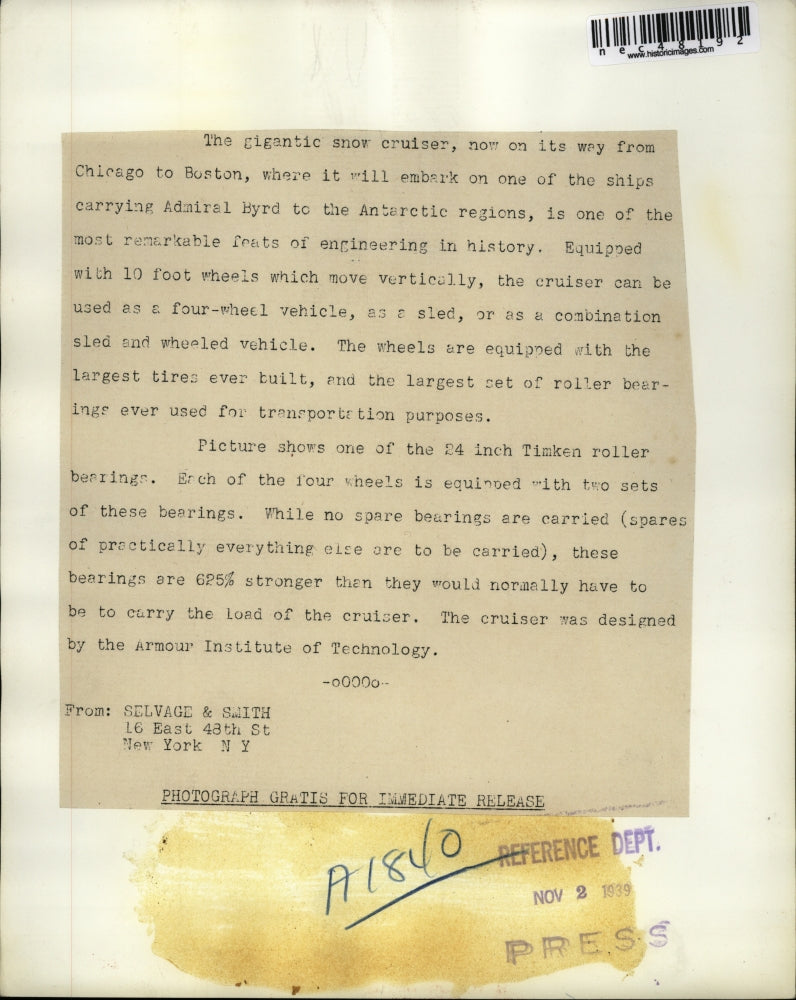 nec48192
www.historicimages.com
The gigantic snow cruiser, now on its way from
Chicago to Boston, where it will embark on one of the ships
carrying Admiral Byrd to the Antarctic regions, is one of the
most remarkable feats of engineering in history. Equipped
with 10 foot wheels which move vertically, the cruiser can be
used as a four-wheel vehicle, as a sled, or as a combination
sled and wheeled vehicle. The wheels are equipped with the
largest tires ever built, and the largest set of roller bear-
ings ever used for transportation purposes.
Picture shows one of the 24 inch Timken roller
bearings. Each of the four wheels is equipped with two sets
of these bearings. While no spare bearings are carried (spares
of practically everything else are to be carried), these
bearings are 625% stronger than they would normally have to
be to carry the load of the cruiser. The cruiser was designed
by the Armour Institute of Technology.
-oOOOo-
From: SELVAGE & SMITH
16 East 48th St
New York N Y
PHOTOGRAPH GRATIS FOR IMMEDIATE RELEASE
A1840
REFERENCE DEPT.
NOV 2 1939
PRESS